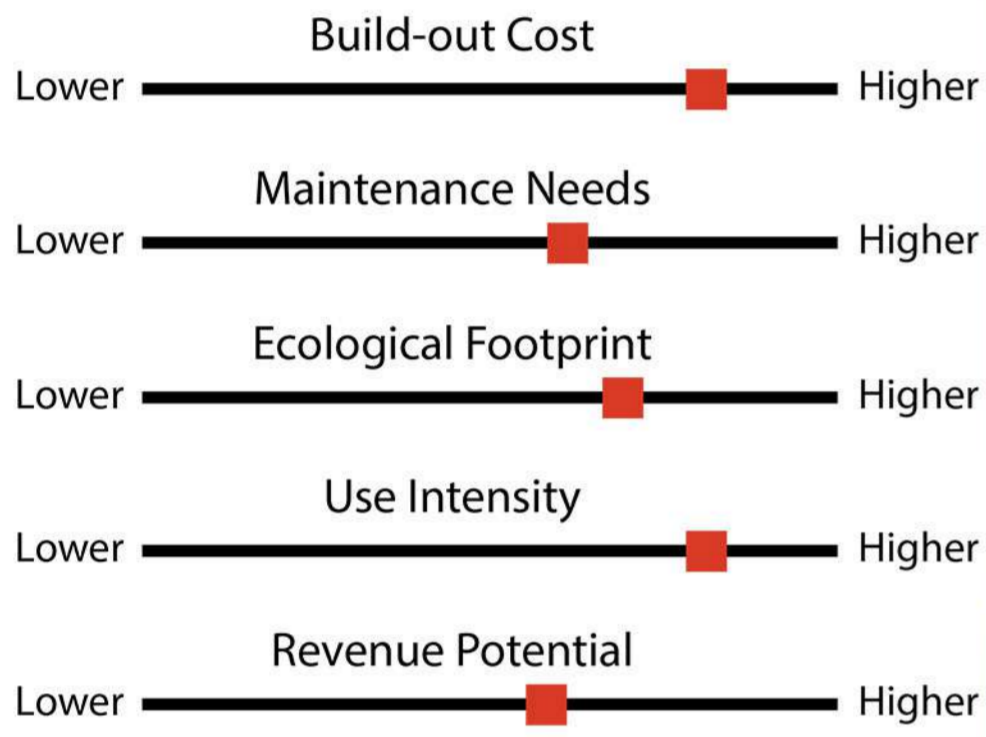 Build-out Cost
Lower Higher
Maintenance Needs
Lower Higher
Ecological Footprint
Lower Higher
Use Intensity
Lower Higher
Revenue Potential
Lower Higher